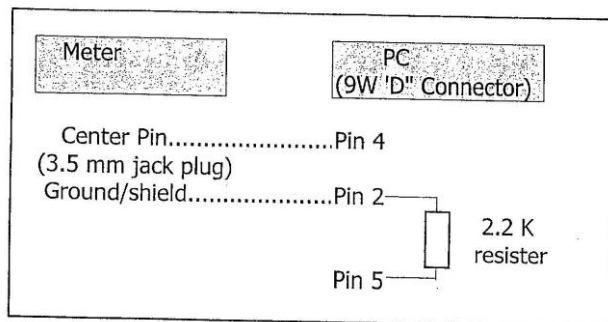 Meter
PC
(9W 'D" Connector)
Center Pin........................... Pin 4
(3.5 mm jack plug)
Ground/shield....................... Pin 2
2.2 K
resister
Pin 5